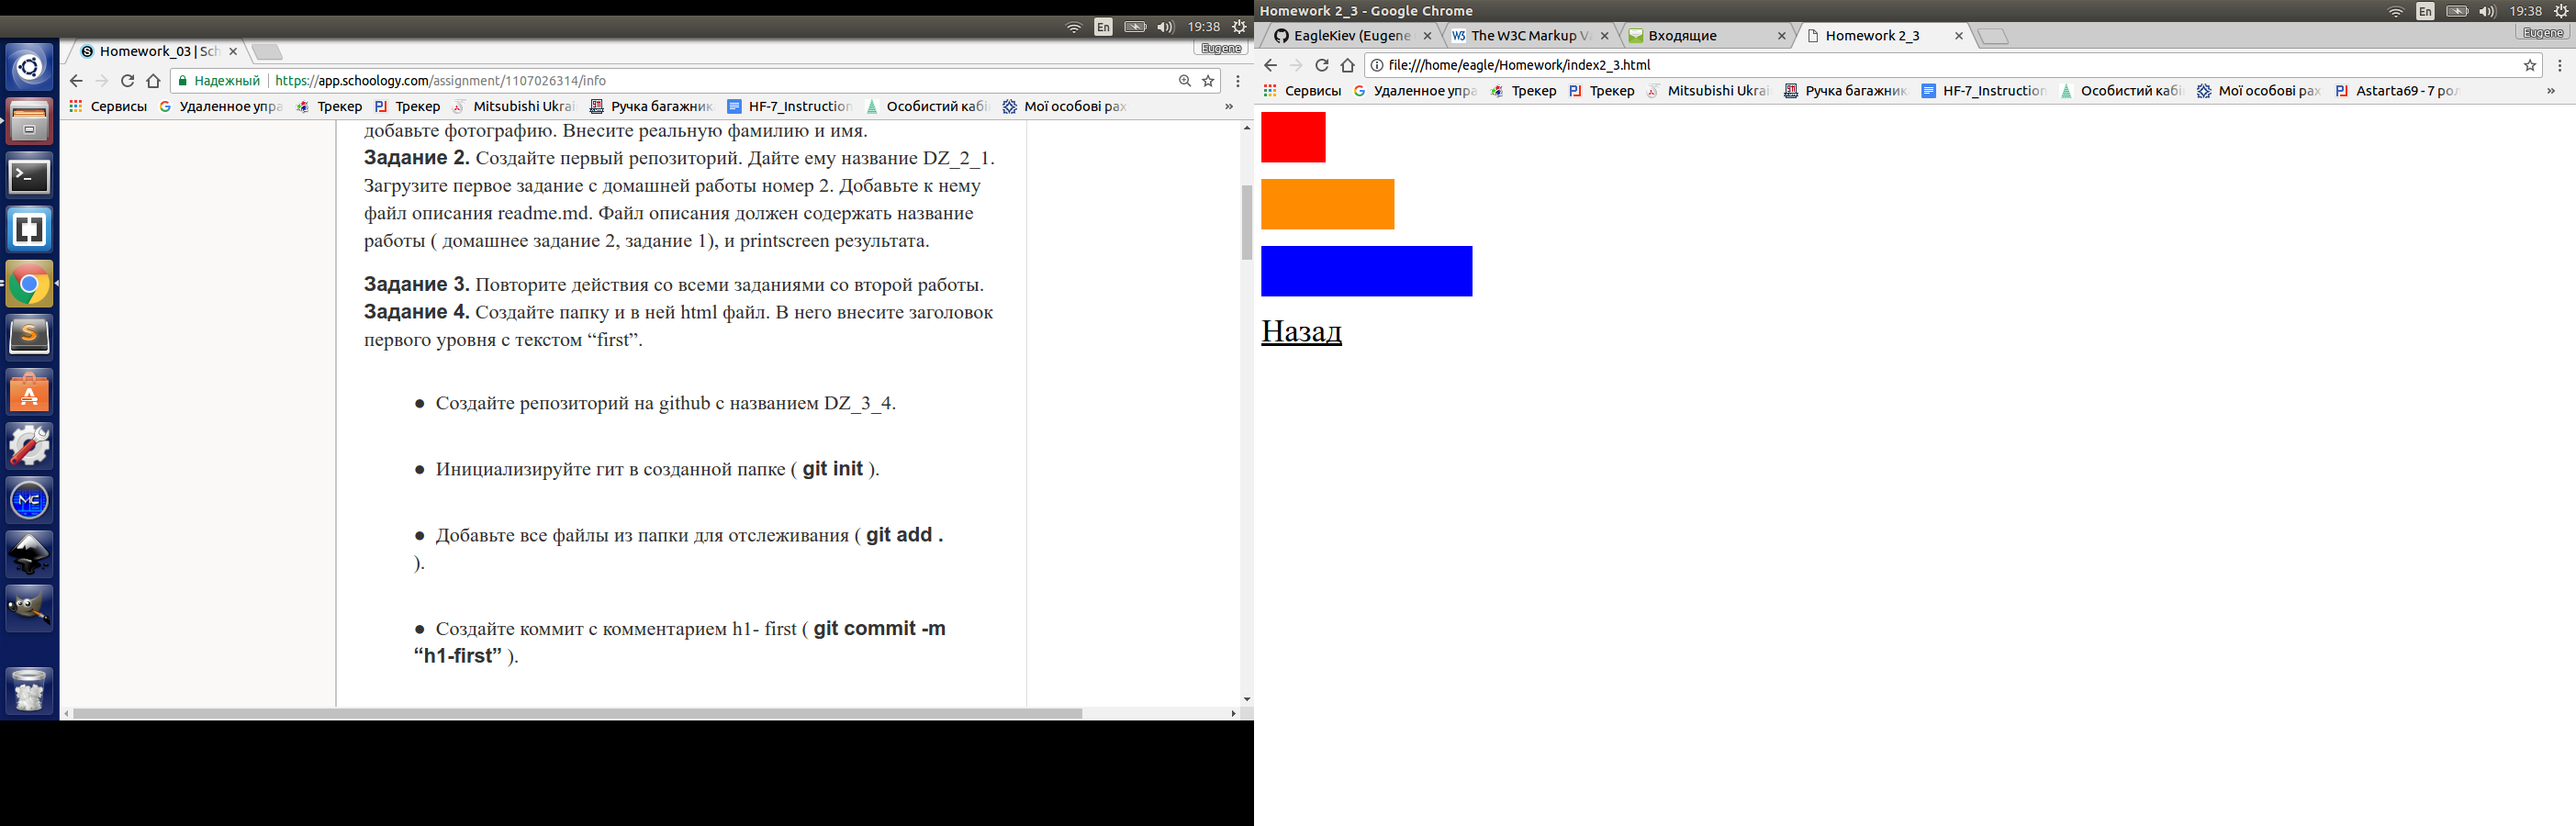 En
19:38
Homework_03 | Sch
Eugene
Надежный
https://app.schoology.com/assignment/1107026314/info
Сервисы
Удаленное упра
Трекер
Трекер
Mitsubishi Ukrai
Ручка багажник
HF-7_Instruction
Особистий кабі
Мої особові рах
»
добавьте фотографию. Внесите реальную фамилию и имя.
Задание 2. Создайте первый репозиторий. Дайте ему название DZ_2_1.
Загрузите первое задание с домашней работы номер 2. Добавьте к нему
файл описания readme.md. Файл описания должен содержать название
работы ( домашнее задание 2, задание 1), и printscreen результата.
Задание 3. Повторите действия со всеми заданиями со второй работы.
Задание 4. Создайте папку и в ней html файл. В него внесите заголовок
первого уровня с текстом “first”.
● Создайте репозиторий на github с названием DZ_3_4.
● Инициализируйте гит в созданной папке ( git init ).
● Добавьте все файлы из папки для отслеживания ( git add .
).
● Создайте коммит с комментарием h1- first ( git commit -m
“h1-first” ).
Homework 2_3 - Google Chrome
En
19:38
EagleKiev (Eugene
The W3C Markup Va
Входящие
Homework 2_3
Eugene
file:///home/eagle/Homework/index2_3.html
Сервисы
Удаленное упра
Трекер
Трекер
Mitsubishi Ukrai
Ручка багажник
HF-7_Instruction
Особистий кабі
Мої особові рах
Astarta69 - 7 рол
»
Назад